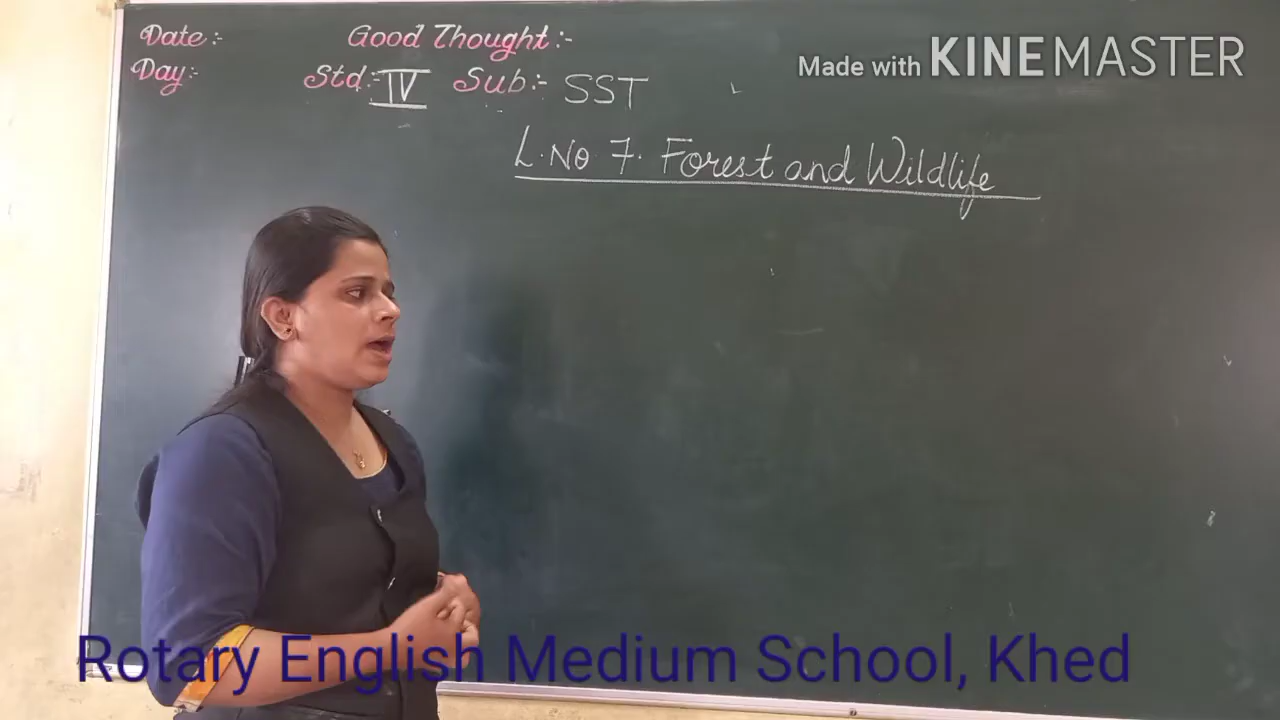 Date:- Good Thought:-
Made with KINEMASTER
Day:- Std:- IV Sub:- SST
L.No 7. Forest and Wildlife
Rotary English Medium School, Khed